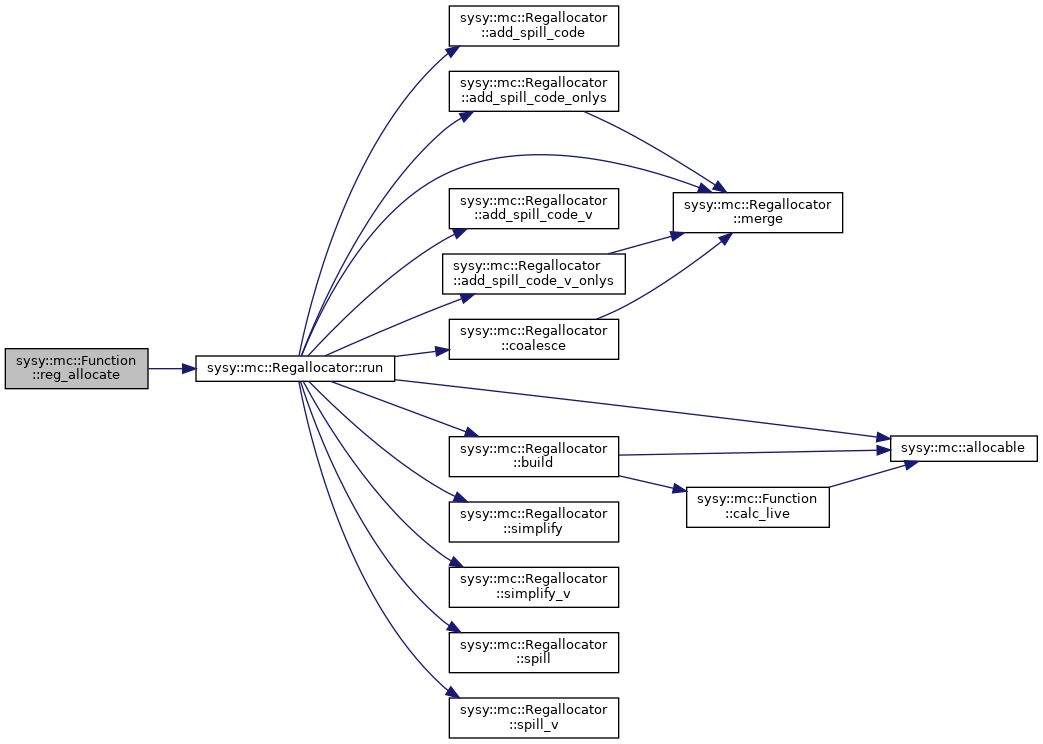 sysy::mc::Regallocator
::add_spill_code
sysy::mc::Regallocator
::add_spill_code_onlys
sysy::mc::Regallocator
::add_spill_code_v
sysy::mc::Regallocator
::merge
sysy::mc::Regallocator
::add_spill_code_v_onlys
sysy::mc::Regallocator
::coalesce
sysy::mc::Function
::reg_allocate
sysy::mc::Regallocator::run
sysy::mc::Regallocator
::build
sysy::mc::allocable
sysy::mc::Function
::calc_live
sysy::mc::Regallocator
::simplify
sysy::mc::Regallocator
::simplify_v
sysy::mc::Regallocator
::spill
sysy::mc::Regallocator
::spill_v